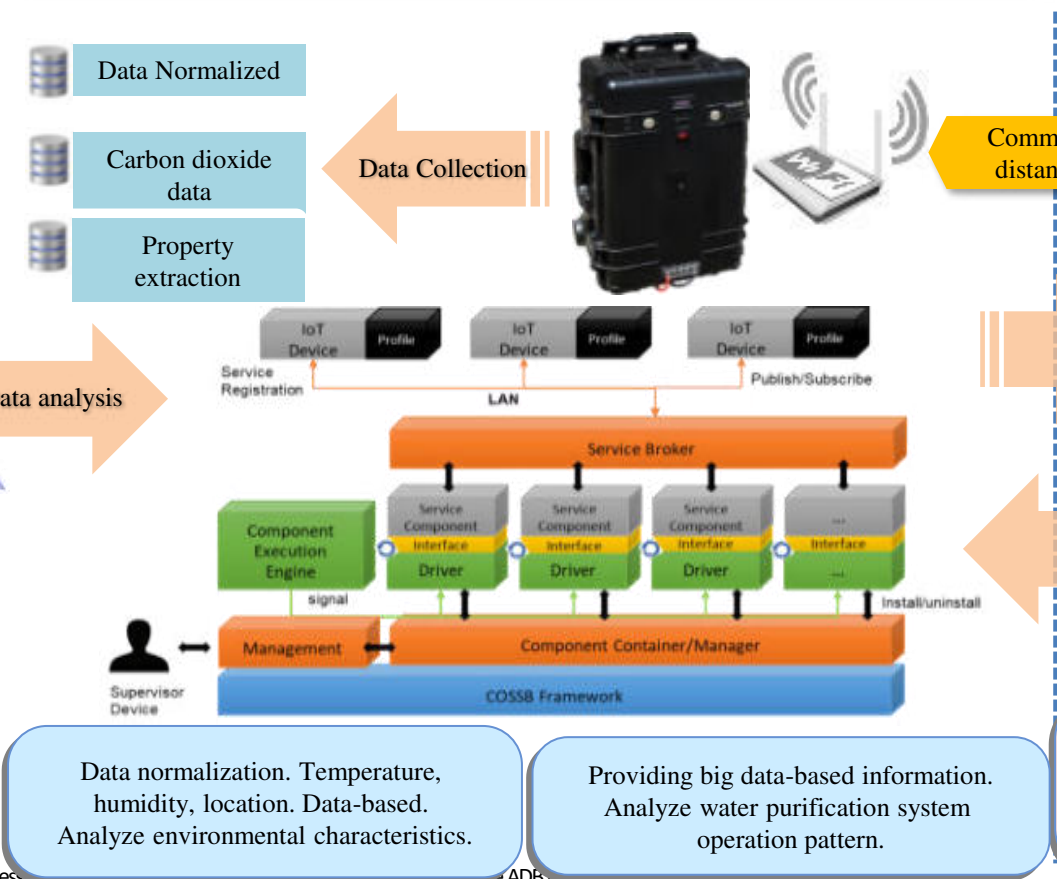 Data Normalized
Carbon dioxide
data
Property
extraction
Data Collection
WiFi
Comm
distan
IoT
Device
Profile
IoT
Device
Profile
IoT
Device
Profile
Service
Registration
LAN
Publish/Subscribe
ata analysis
Service Broker
Component
Execution
Engine
Service
Component
Interface
Driver
Service
Component
Interface
Driver
Service
Component
Interface
Driver
...
Interface
...
signal
Install/uninstall
Management
Component Container/Manager
Supervisor
Device
COSSB Framework
Data normalization. Temperature,
humidity, location. Data-based.
Analyze environmental characteristics.
Providing big data-based information.
Analyze water purification system
operation pattern.
ADB